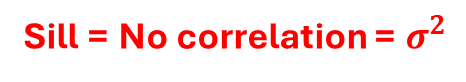 Sill = No correlation = σ²